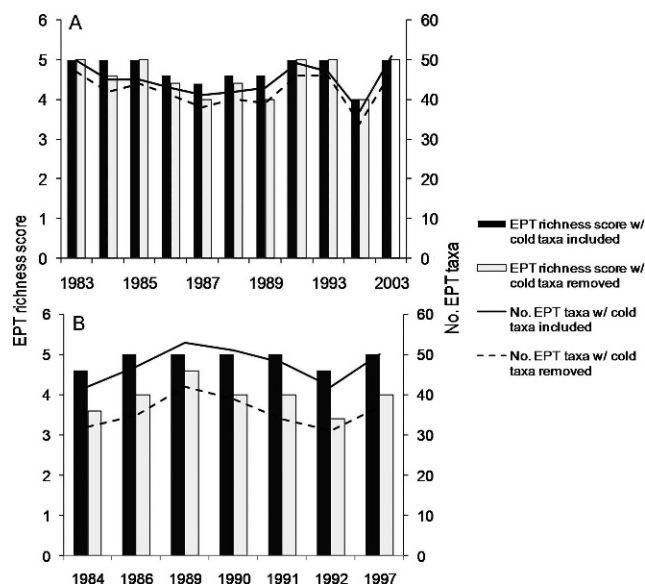 A
6
5
4
3
2
1
0
60
50
40
30
20
10
0
1983 1985 1987 1989 1993 2003
EPT richness score
No. EPT taxa
EPT richness score w/
cold taxa included
EPT richness score w/
cold taxa removed
No. EPT taxa w/ cold
taxa included
No. EPT taxa w/ cold
taxa removed
B
6
5
4
3
2
1
0
60
50
40
30
20
10
0
1984 1986 1989 1990 1991 1992 1997